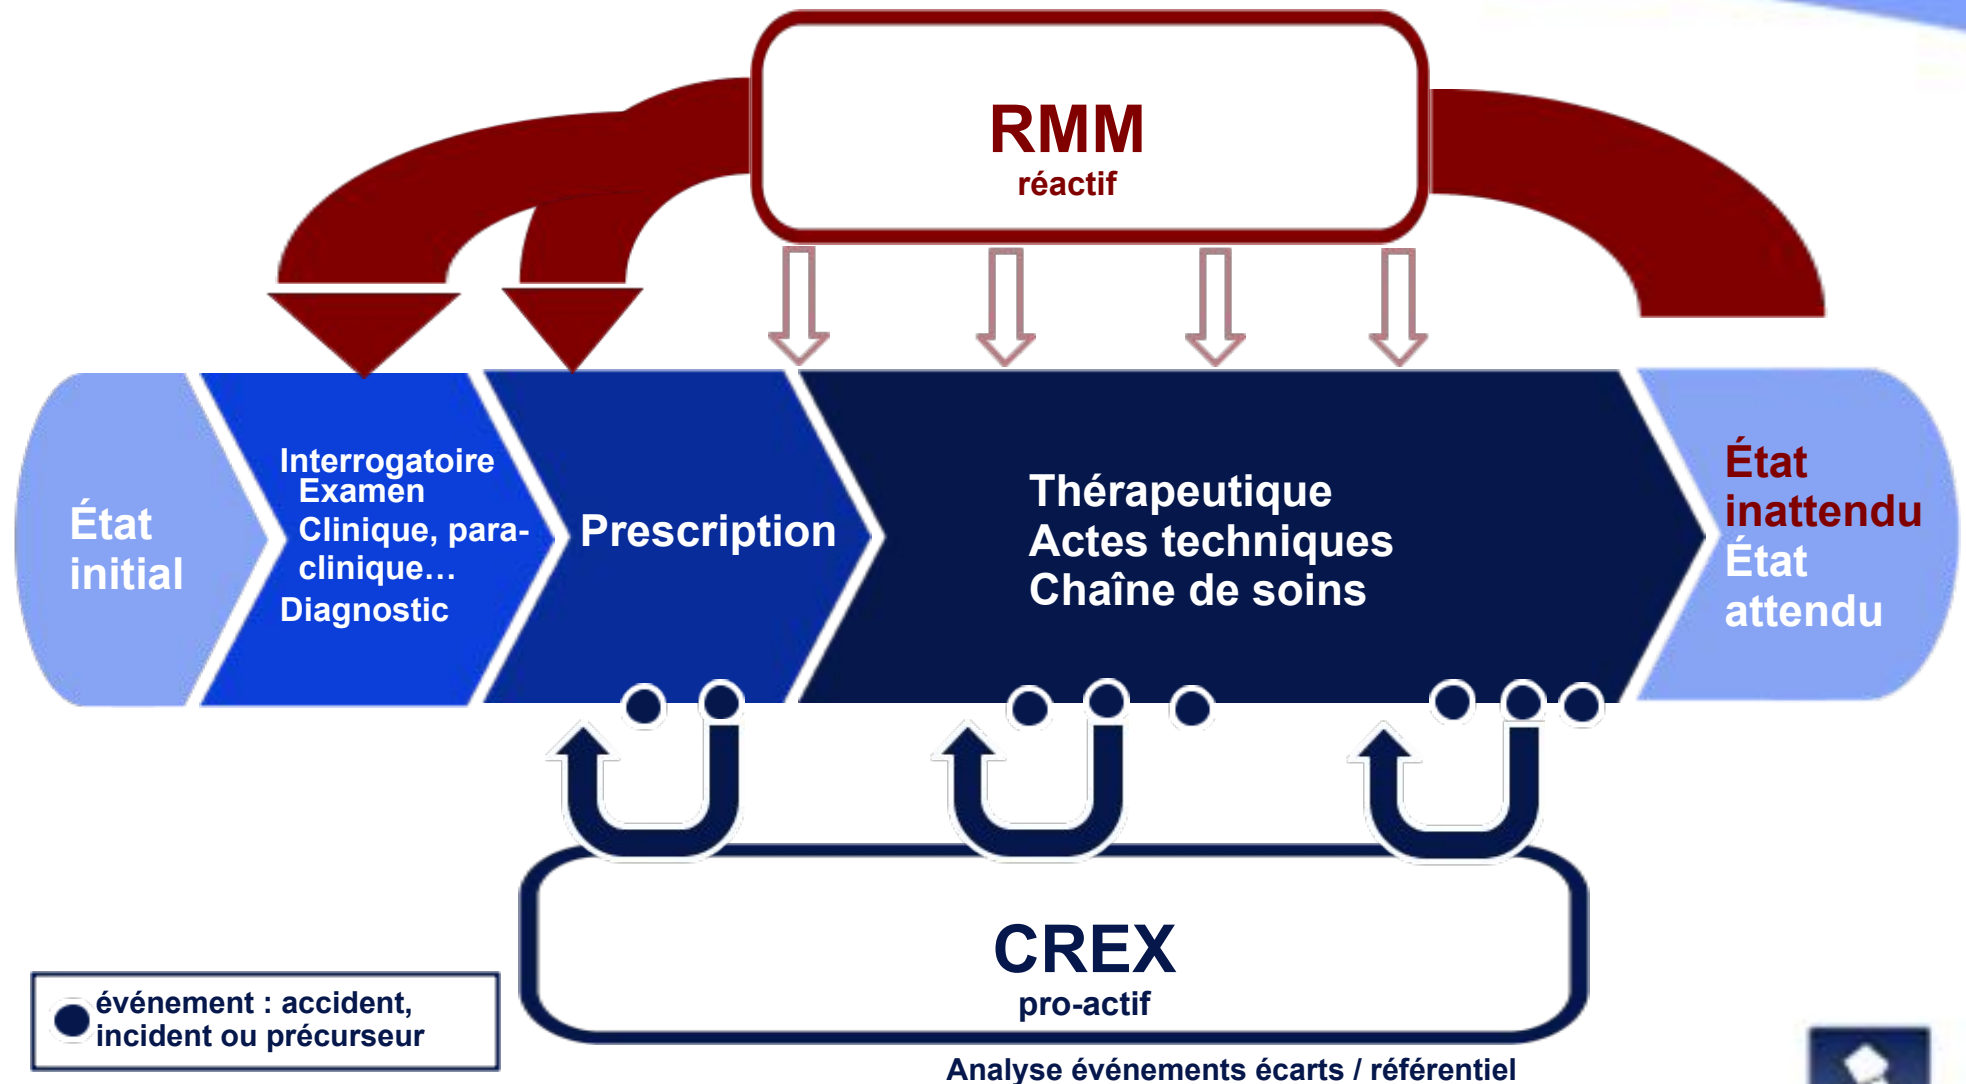 RMM
réactif
État
initial
Interrogatoire
Examen
Clinique, para-
clinique…
Diagnostic
Prescription
Thérapeutique
Actes techniques
Chaîne de soins
État
inattendu
État
attendu
CREX
pro-actif
événement : accident,
incident ou précurseur
Analyse événements écarts / référentiel